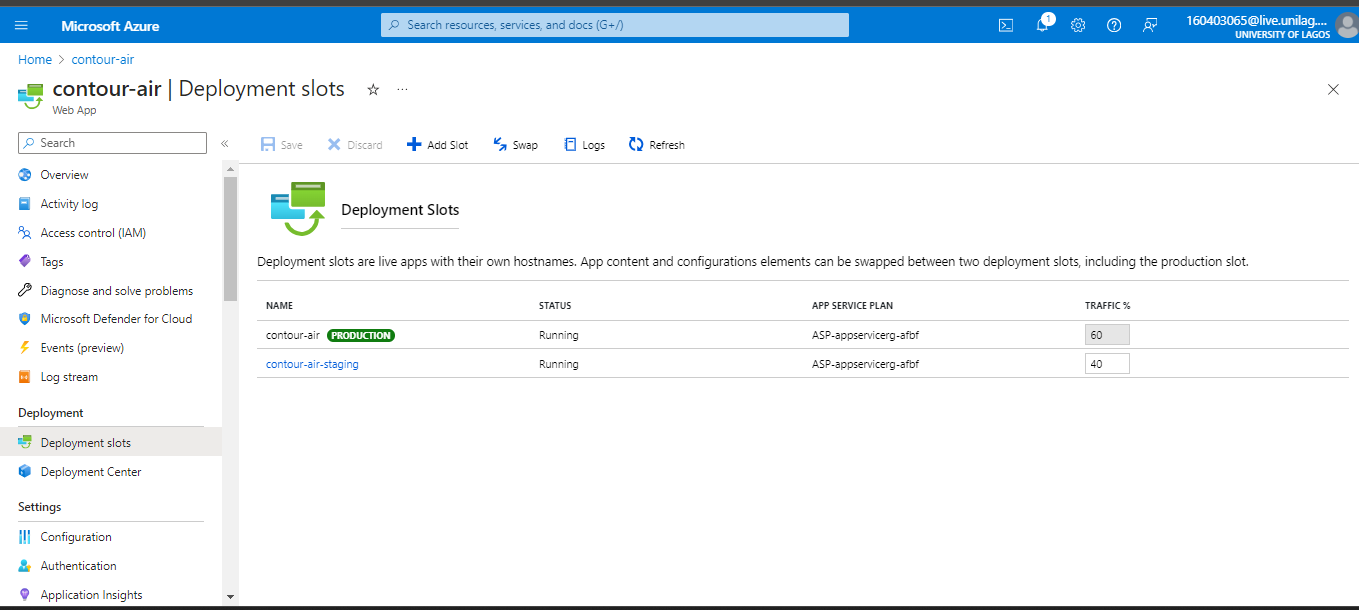 Microsoft Azure
Search resources, services, and docs (G+/)
1
160403065@live.unilag....
UNIVERSITY OF LAGOS
Home > contour-air
contour-air | Deployment slots
Web App
Search
Save
Discard
Add Slot
Swap
Logs
Refresh
Overview
Activity log
Access control (IAM)
Tags
Diagnose and solve problems
Microsoft Defender for Cloud
Events (preview)
Log stream
Deployment
Deployment slots
Deployment Center
Settings
Configuration
Authentication
Application Insights
Deployment Slots
Deployment slots are live apps with their own hostnames. App content and configurations elements can be swapped between two deployment slots, including the production slot.
NAME STATUS APP SERVICE PLAN TRAFFIC %
contour-air PRODUCTION Running ASP-appservicerg-afbf 60
contour-air-staging Running ASP-appservicerg-afbf 40